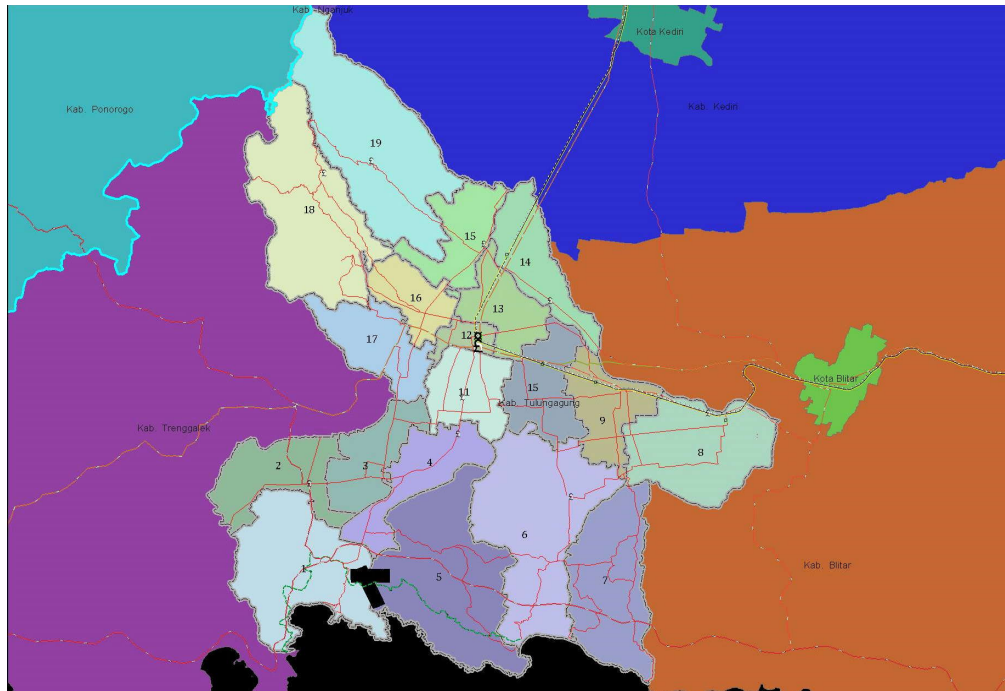 Kab. Nganjuk
Kota Kediri
Kab. Ponorogo
Kab. Kediri
19
18
15
14
16
13
17
12
Kota Blitar
11
15
Kab. Tulungagung
9
Kab. Trenggalek
8
2
3
4
6
1
5
7
Kab. Blitar